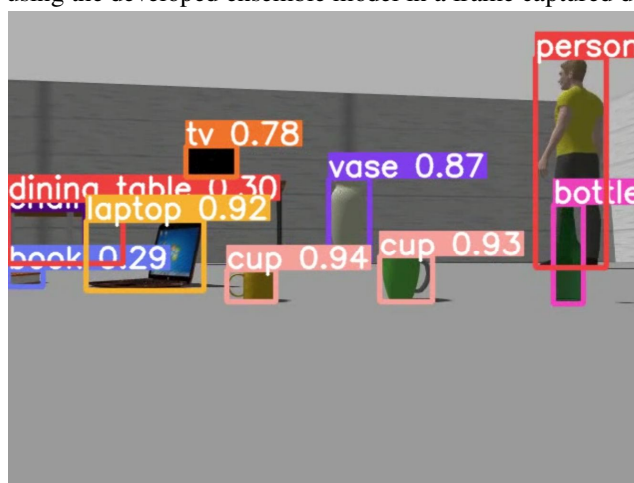 using the developed ensemble model in a frame captured d
person
tv 0.78
vase 0.87
dining table 0.30
bottle
laptop 0.92
book 0.29
cup 0.94
cup 0.93